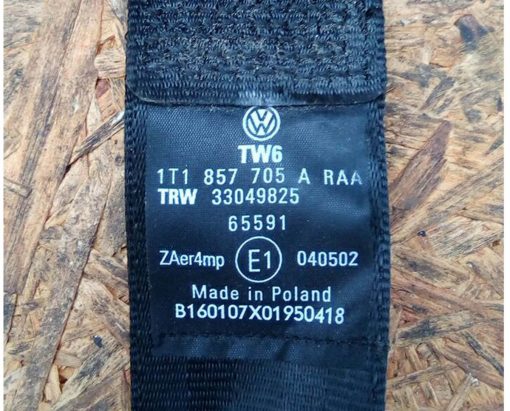 TW6
1T1 857 705 A RAA
TRW 33049825
65591
ZAer4mp E1 040502
Made in Poland
B160107X01950418